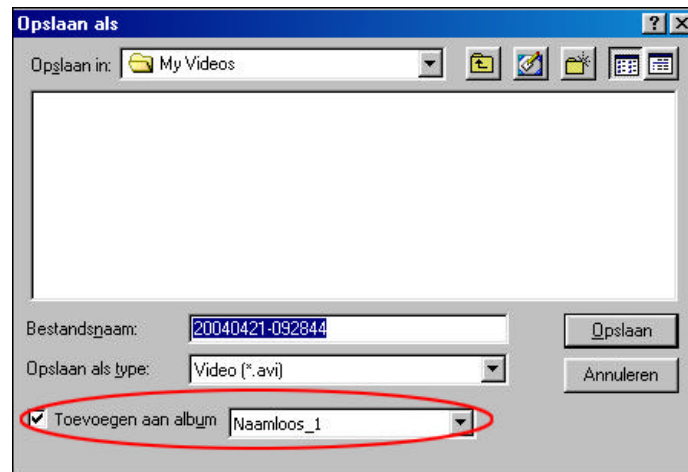 Opslaan als
Opslaan in: My Videos
Bestandsnaam: 20040421-092844 Opslaan
Opslaan als type: Video (*.avi) Annuleren
Toevoegen aan album Naamloos_1